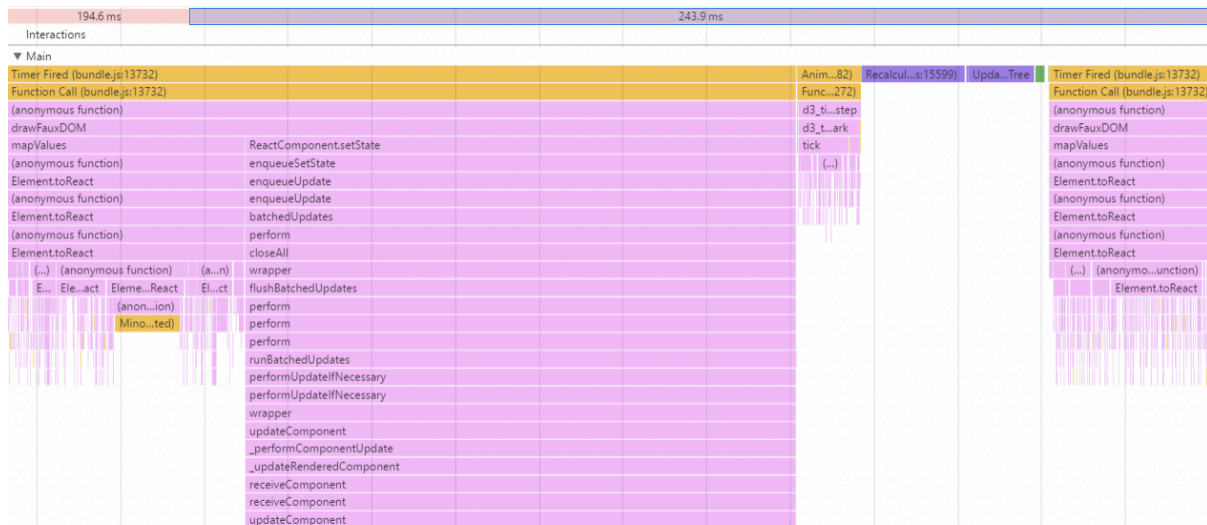 194.6 ms 243.9 ms
Interactions
▼ Main
Timer Fired (bundle.js:13732) Anim...82) Recalcul...s:15599) Upda...Tree Timer Fired (bundle.js:13732)
Function Call (bundle.js:13732) Func...272) Function Call (bundle.js:13732)
(anonymous function) d3_ti...step (anonymous function)
drawFauxDOM d3_t...ark drawFauxDOM
mapValues ReactComponent.setState tick mapValues
(anonymous function) enqueueSetState (...) (anonymous function)
Element.toReact enqueueUpdate Element.toReact
(anonymous function) enqueueUpdate (anonymous function)
Element.toReact batchedUpdates Element.toReact
(anonymous function) perform (anonymous function)
Element.toReact closeAll Element.toReact
(...) (anonymous function) (a...n) wrapper (...) (anonymo...unction)
E... Ele...act Eleme...React El...ct flushBatchedUpdates Element.toReact
(anon...ion) perform
Mino...ted) perform
perform
runBatchedUpdates
performUpdateIfNecessary
performUpdateIfNecessary
wrapper
updateComponent
_performComponentUpdate
_updateRenderedComponent
receiveComponent
receiveComponent
updateComponent